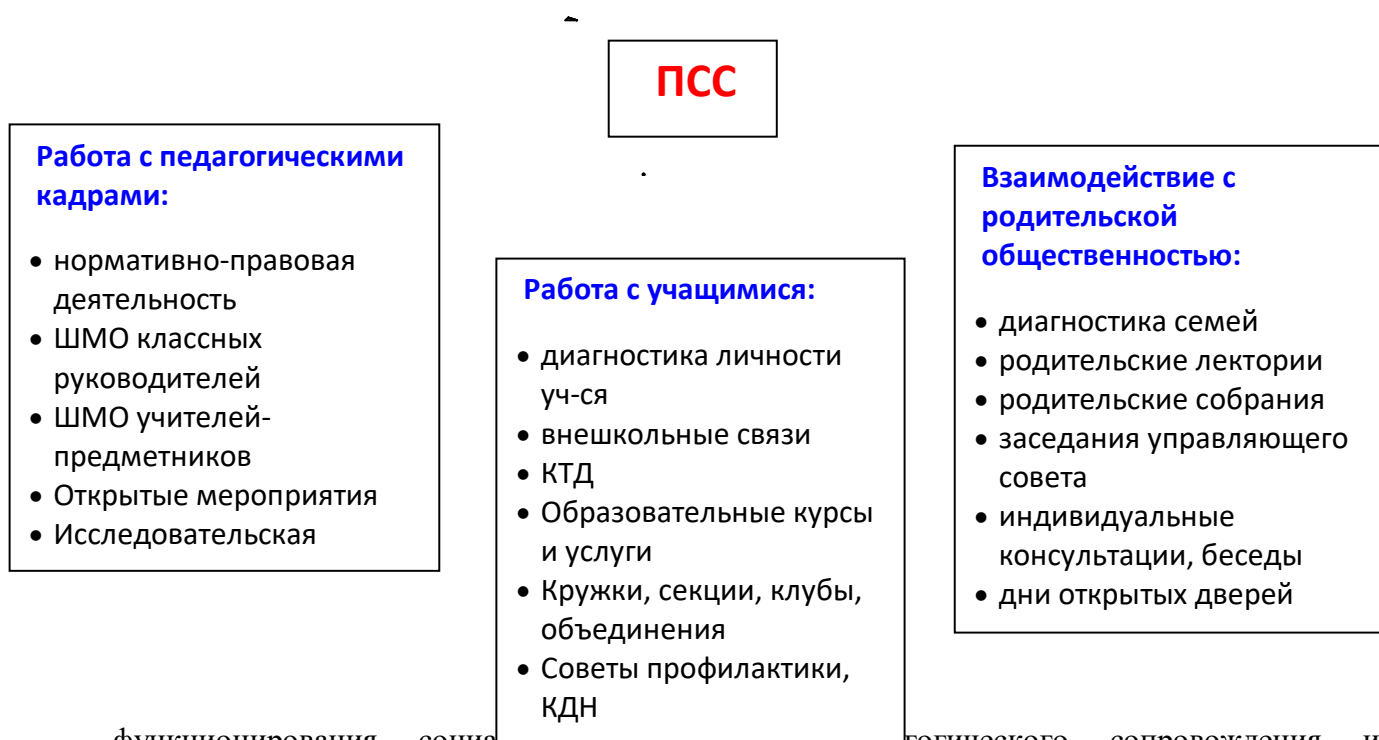 ПСС
Работа с педагогическими
кадрами:
• нормативно-правовая
деятельность
• ШМО классных
руководителей
• ШМО учителей-
предметников
• Открытые мероприятия
• Исследовательская
Работа с учащимися:
• диагностика личности
уч-ся
• внешкольные связи
• КТД
• Образовательные курсы
и услуги
• Кружки, секции, клубы,
объединения
• Советы профилактики,
КДН
Взаимодействие с
родительской
общественностью:
• диагностика семей
• родительские лектории
• родительские собрания
• заседания управляющего
совета
• индивидуальные
консультации, беседы
• дни открытых дверей
функционирования сопровождения и